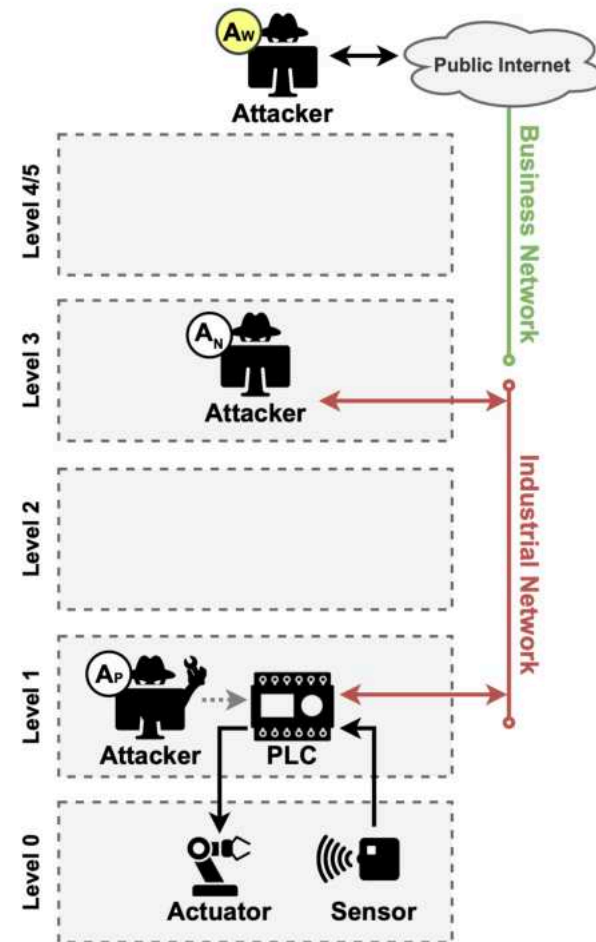 AW
Attacker
Public Internet
Business Network
Level 4/5
Level 3
AN
Attacker
Industrial Network
Level 2
Level 1
AP
Attacker
PLC
Level 0
Actuator
Sensor